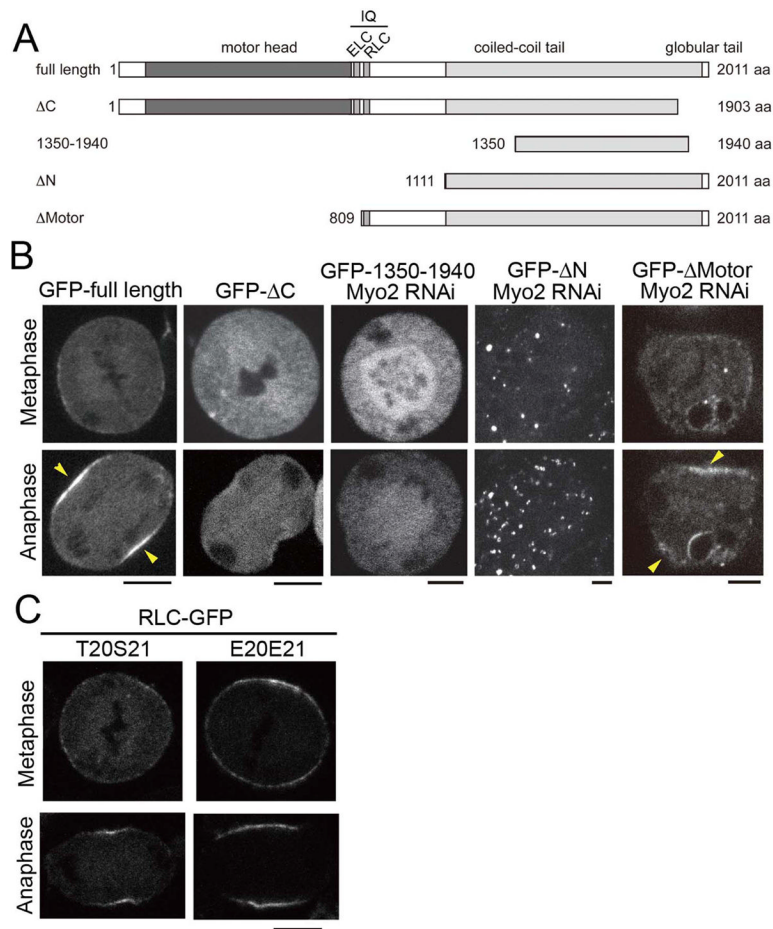 A
IQ
ELC
RLC
motor head
coiled-coil tail
globular tail
full length 1 2011 aa
ΔC 1 1903 aa
1350-1940 1350 1940 aa
ΔN 1111 2011 aa
ΔMotor 809 2011 aa
B
GFP-full length
GFP-ΔC
GFP-1350-1940
Myo2 RNAi
GFP-ΔN
Myo2 RNAi
GFP-ΔMotor
Myo2 RNAi
Metaphase
Anaphase
C
RLC-GFP
T20S21
E20E21
Metaphase
Anaphase